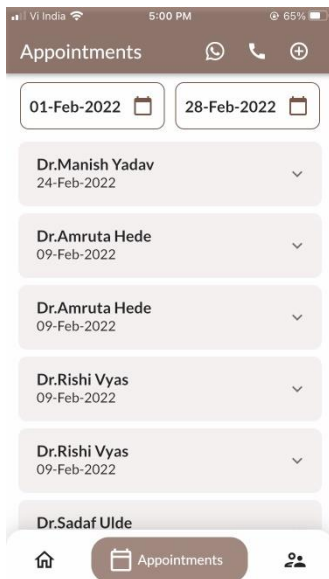 Vi India 5:00 PM 65%
Appointments
01-Feb-2022 28-Feb-2022
Dr.Manish Yadav
24-Feb-2022
Dr.Amruta Hede
09-Feb-2022
Dr.Amruta Hede
09-Feb-2022
Dr.Rishi Vyas
09-Feb-2022
Dr.Rishi Vyas
09-Feb-2022
Dr.Sadaf Ulde
Appointments